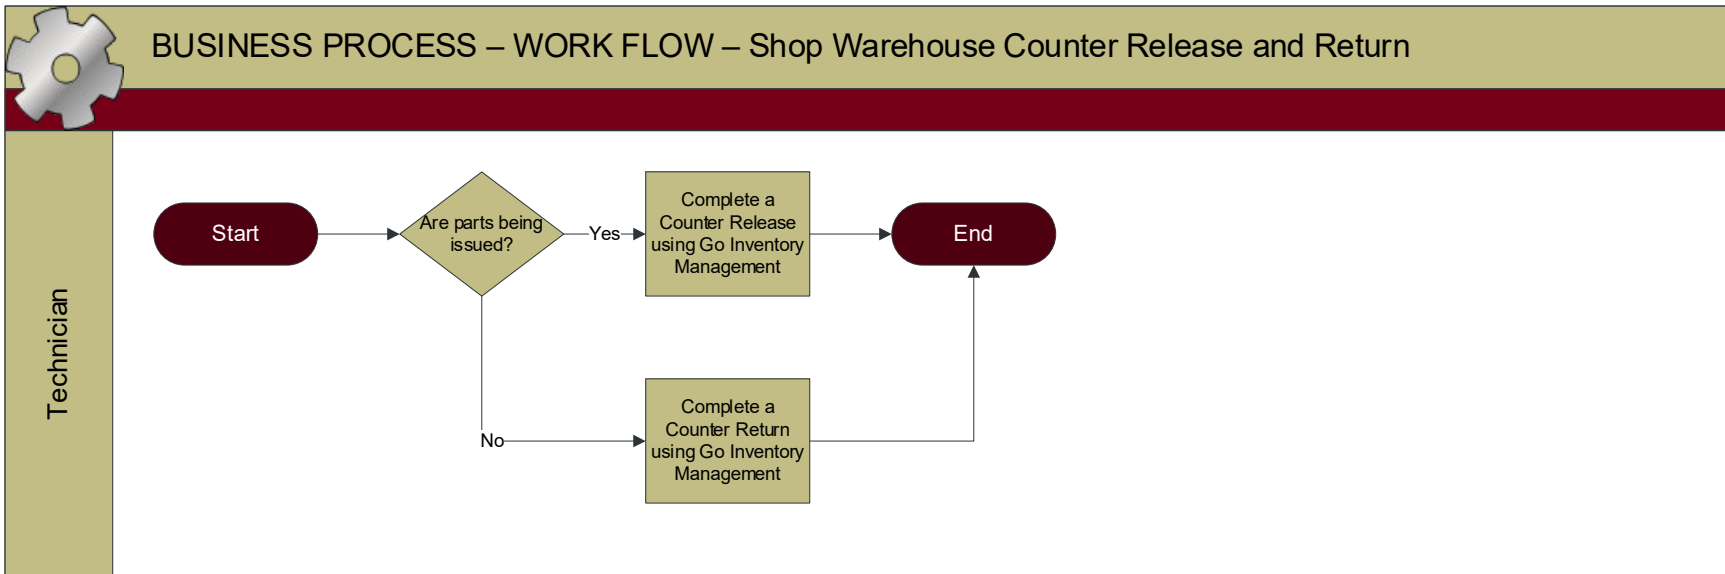 BUSINESS PROCESS – WORK FLOW – Shop Warehouse Counter Release and Return
Technician
Start
Are parts being
issued?
Yes
Complete a
Counter Release
using Go Inventory
Management
End
No
Complete a
Counter Return
using Go Inventory
Management